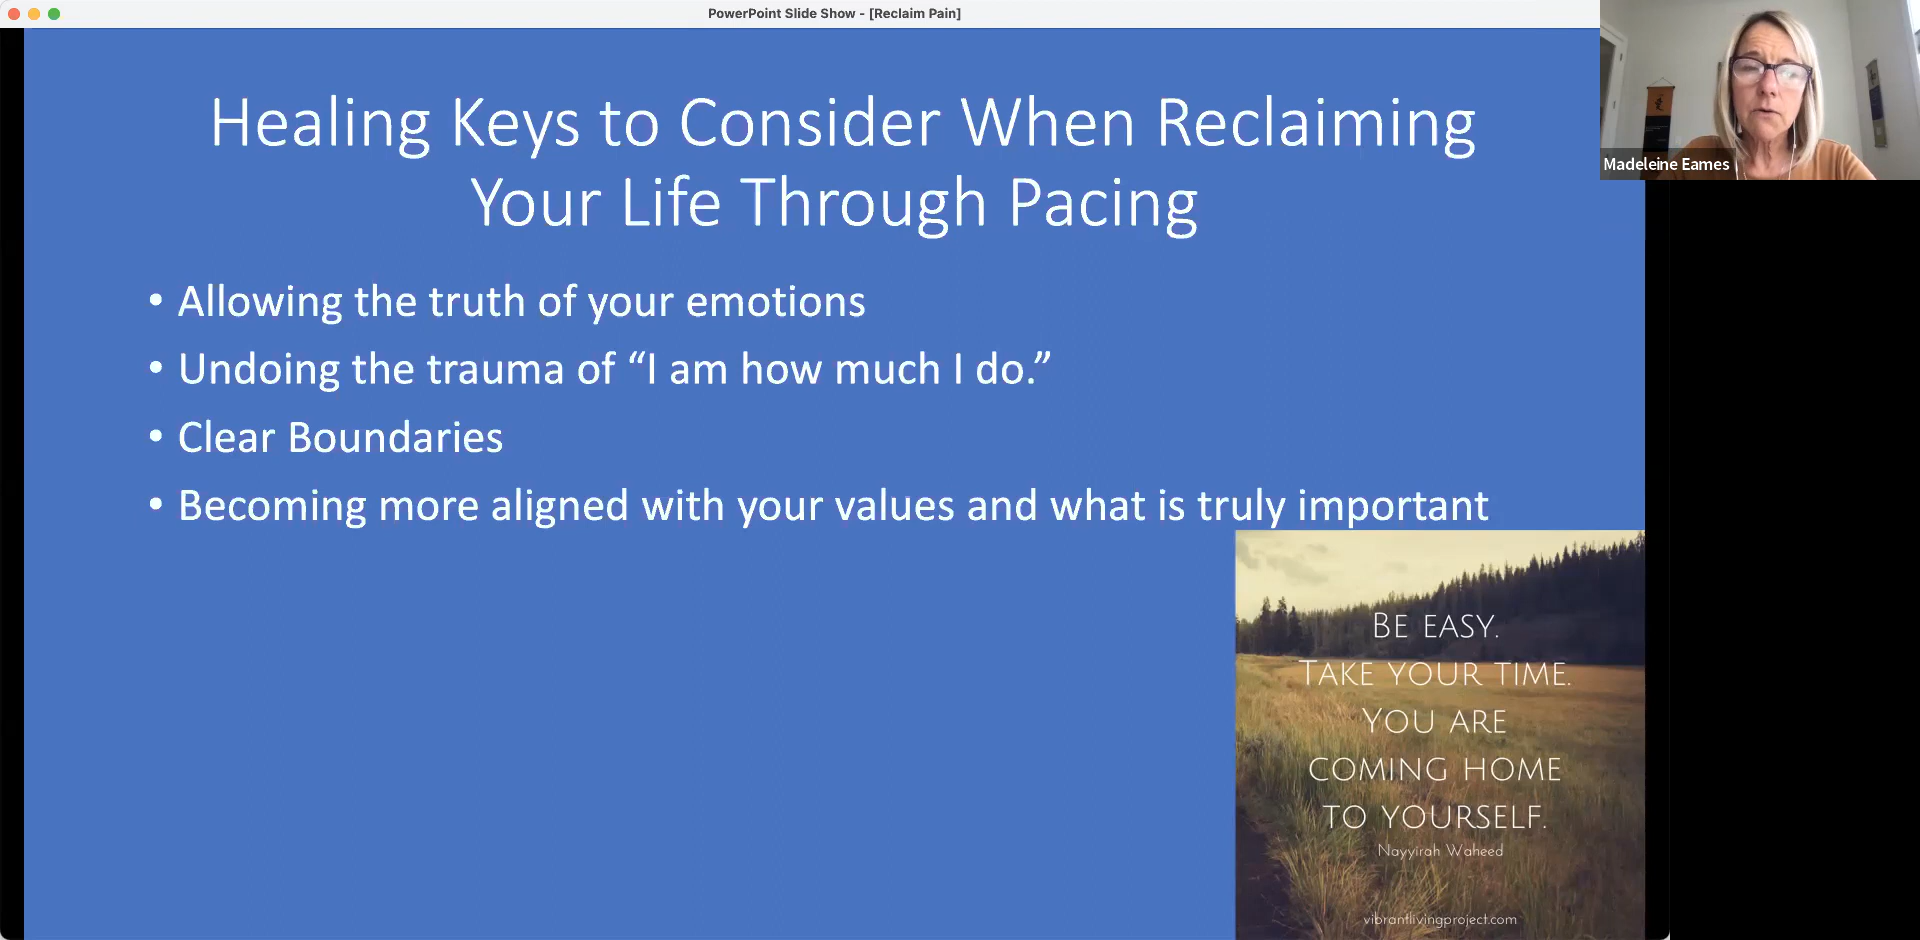 PowerPoint Slide Show - [Reclaim Pain]
Madeleine Eames
Healing Keys to Consider When Reclaiming
Your Life Through Pacing
• Allowing the truth of your emotions
• Undoing the trauma of “I am how much I do.”
• Clear Boundaries
• Becoming more aligned with your values and what is truly important
BE EASY.
TAKE YOUR TIME.
YOU ARE
COMING HOME
TO YOURSELF.
Nayyirah Waheed
vibrantlivingproject.com